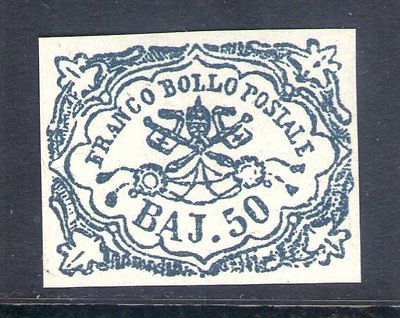 FRANCO BOLLO POSTALE
BAJ. 50